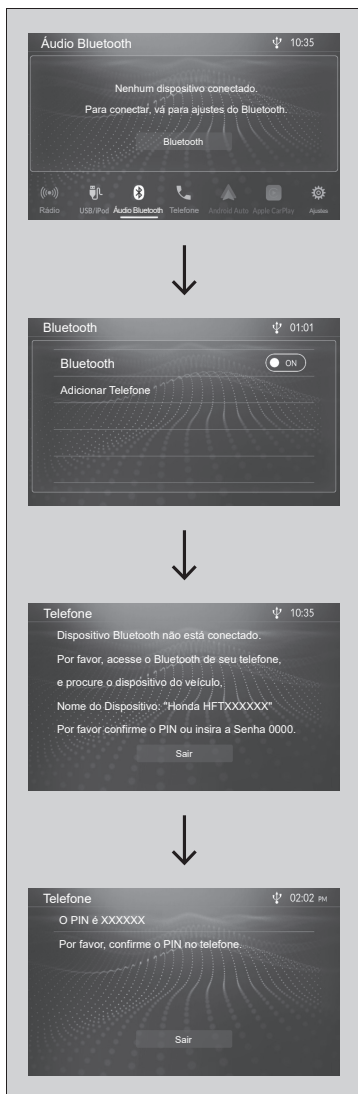 Áudio Bluetooth 10:35
Nenhum dispositivo conectado.
Para conectar, vá para ajustes do Bluetooth.
Bluetooth
Rádio USB/iPod Áudio Bluetooth Telefone Android Auto Apple CarPlay Ajustes
Bluetooth 01:01
Bluetooth ON
Adicionar Telefone
Telefone 10:35
Dispositivo Bluetooth não está conectado.
Por favor, acesse o Bluetooth de seu telefone,
e procure o dispositivo do veículo,
Nome do Dispositivo: "Honda HFTXXXXXX"
Por favor confirme o PIN ou insira a Senha 0000.
Sair
Telefone 02:02 PM
O PIN é XXXXXX
Por favor, confirme o PIN no telefone.
Sair